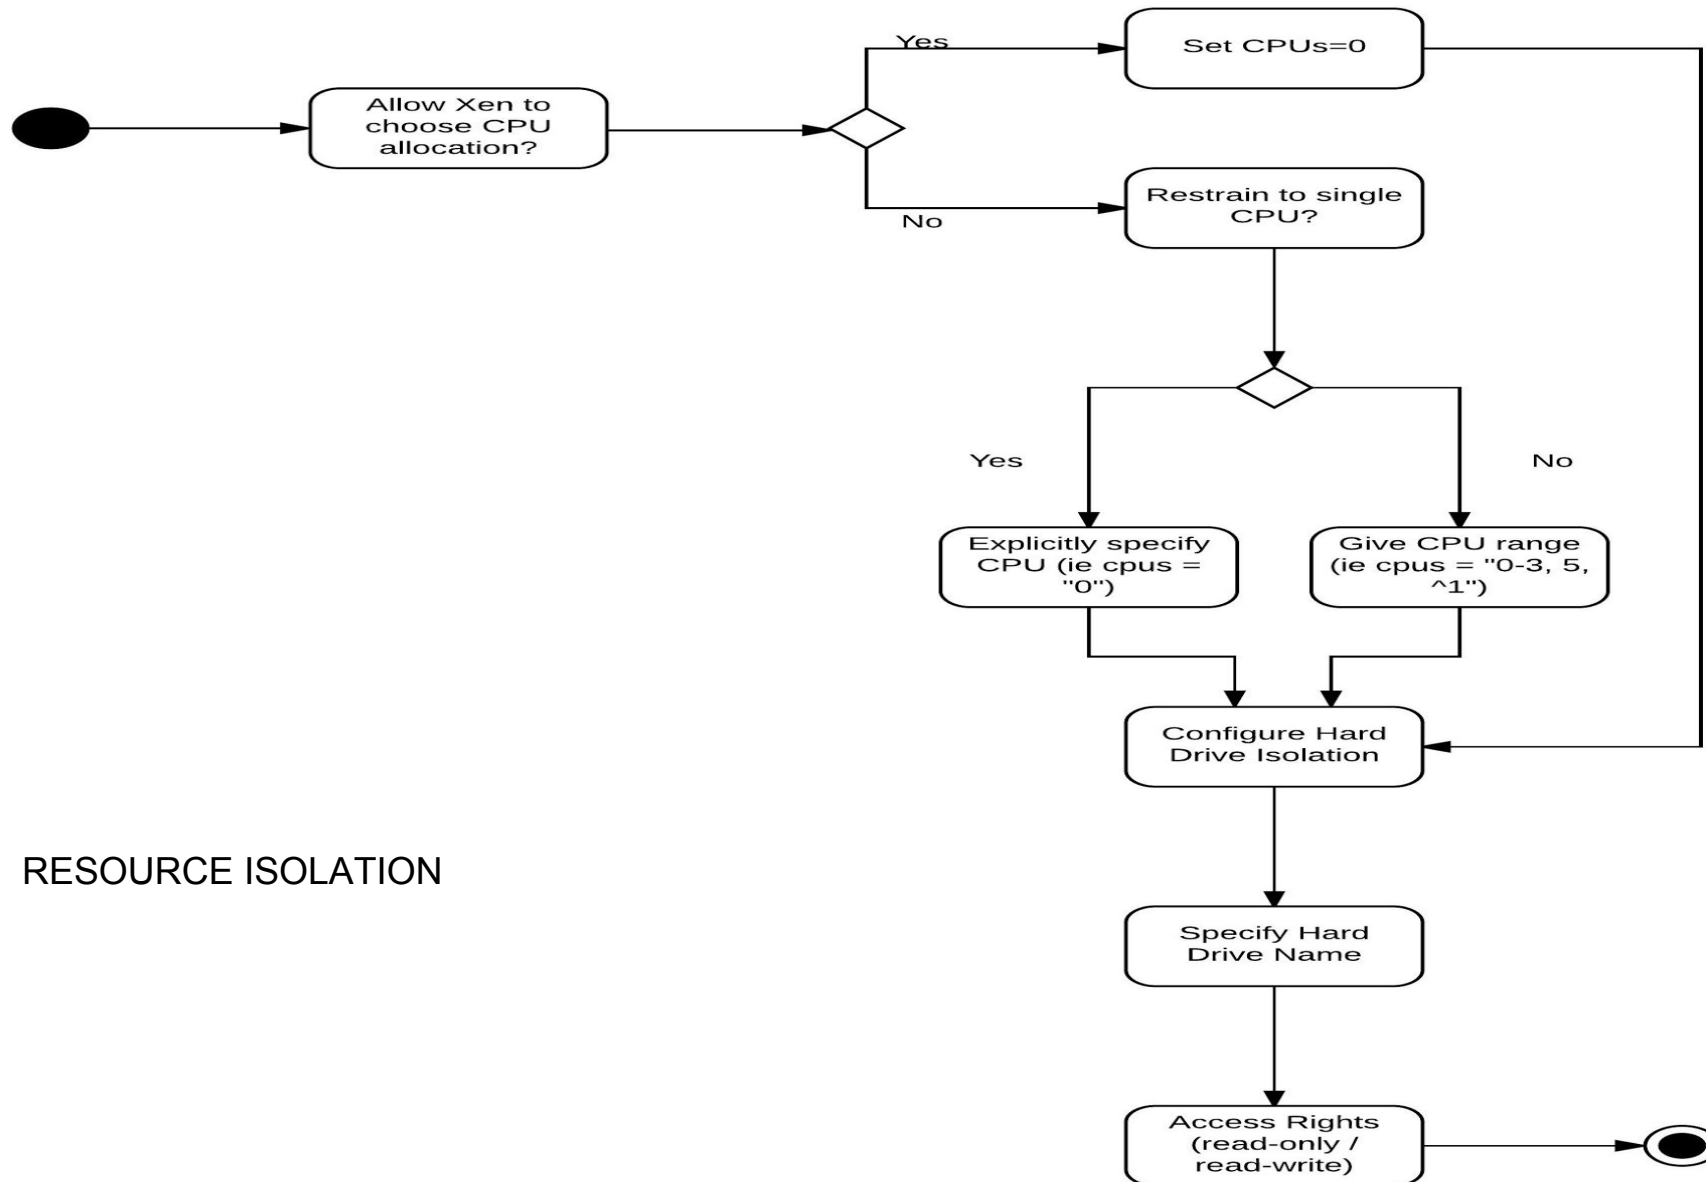 Yes
Set CPUs=0
Allow Xen to
choose CPU
allocation?
Restrain to single
CPU?
No
Yes
No
Explicitly specify
CPU (ie cpus =
"0")
Give CPU range
(ie cpus = "0-3, 5,
^1")
Configure Hard
Drive Isolation
RESOURCE ISOLATION
Specify Hard
Drive Name
Access Rights
(read-only /
read-write)